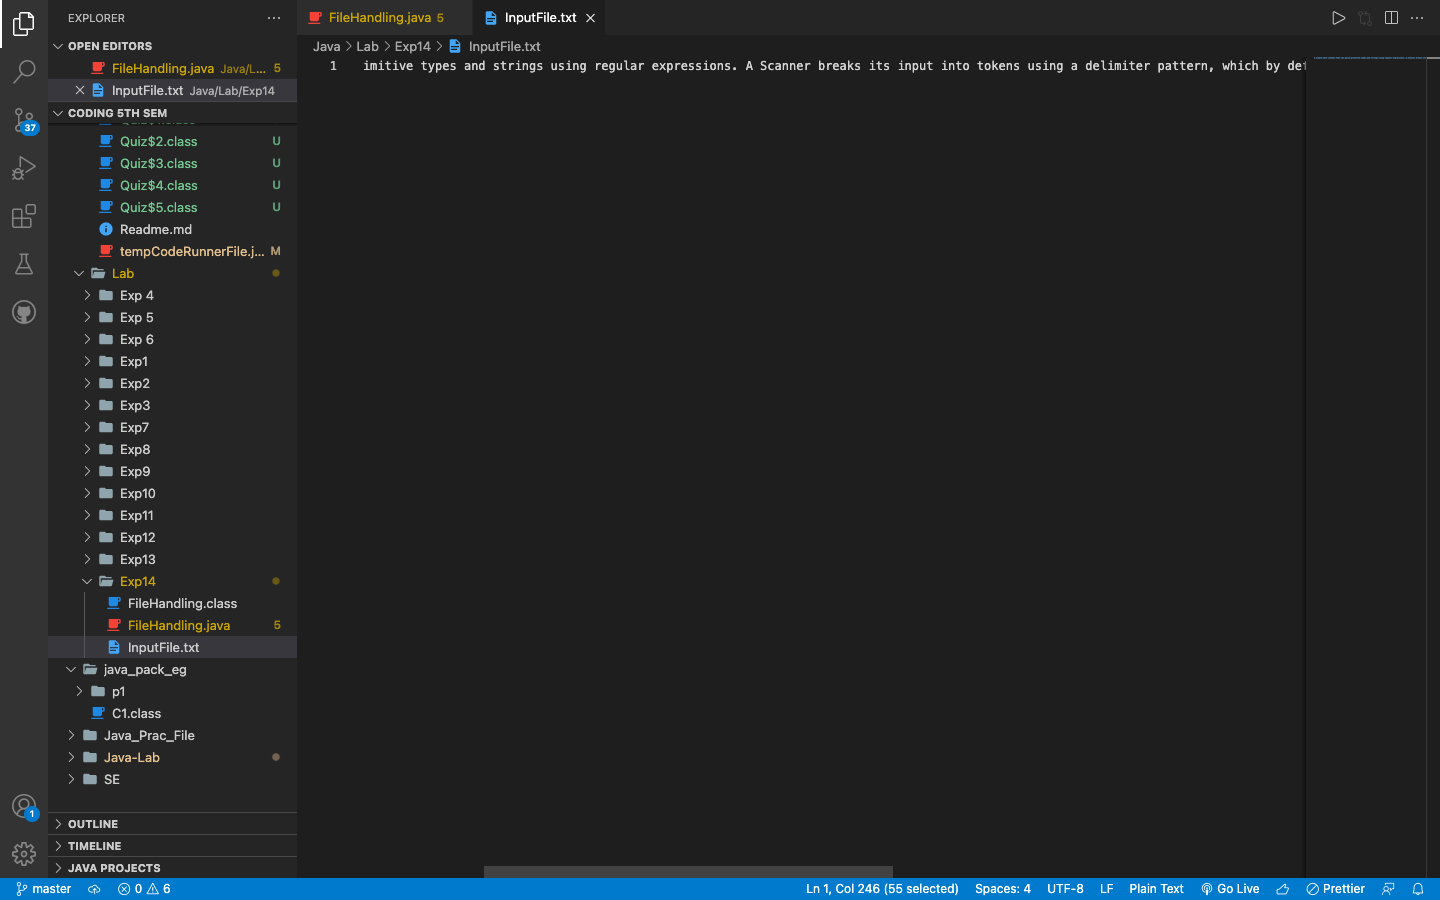 EXPLORER
OPEN EDITORS
FileHandling.java Java/L... 5
InputFile.txt Java/Lab/Exp14
CODING 5TH SEM
Quiz$2.class U
Quiz$3.class U
Quiz$4.class U
Quiz$5.class U
Readme.md
tempCodeRunnerFile.j... M
Lab
Exp 4
Exp 5
Exp 6
Exp1
Exp2
Exp3
Exp7
Exp8
Exp9
Exp10
Exp11
Exp12
Exp13
Exp14
FileHandling.class
FileHandling.java 5
InputFile.txt
java_pack_eg
p1
C1.class
Java_Prac_File
Java-Lab
SE
OUTLINE
TIMELINE
JAVA PROJECTS
37
1
FileHandling.java 5 InputFile.txt
Java > Lab > Exp14 > InputFile.txt
1 imitive types and strings using regular expressions. A Scanner breaks its input into tokens using a delimiter pattern, which by def
master 0 6 Ln 1, Col 246 (55 selected) Spaces: 4 UTF-8 LF Plain Text Go Live Prettier